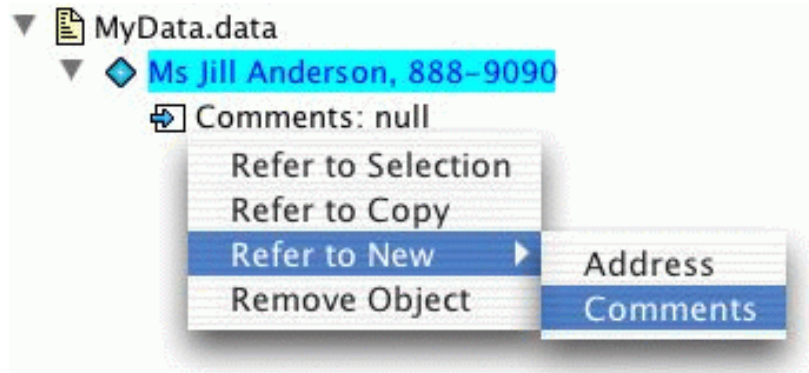 MyData.data
Ms Jill Anderson, 888-9090
Comments: null
Refer to Selection
Refer to Copy
Refer to New
Remove Object
Address
Comments